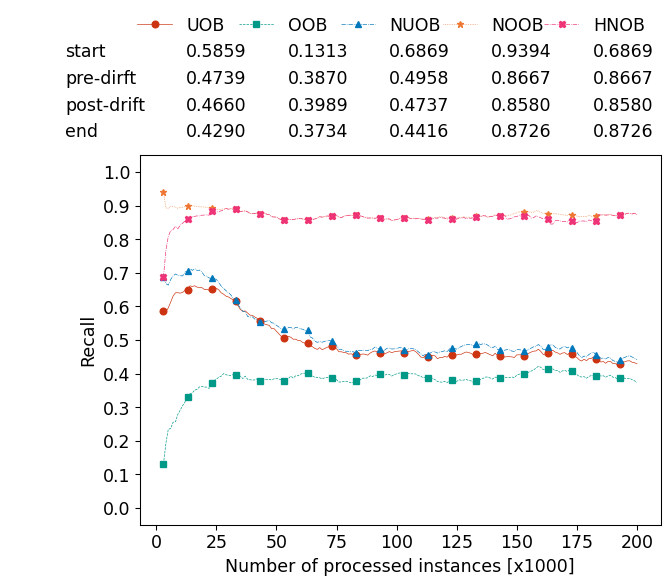 UOB OOB NUOB NOOB HNOB
start 0.5859 0.1313 0.6869 0.9394 0.6869
pre-dirft 0.4739 0.3870 0.4958 0.8667 0.8667
post-drift 0.4660 0.3989 0.4737 0.8580 0.8580
end 0.4290 0.3734 0.4416 0.8726 0.8726
1.0
0.9
0.8
0.7
0.6
0.5
0.4
0.3
0.2
0.1
0.0
Recall
0 25 50 75 100 125 150 175 200
Number of processed instances [x1000]